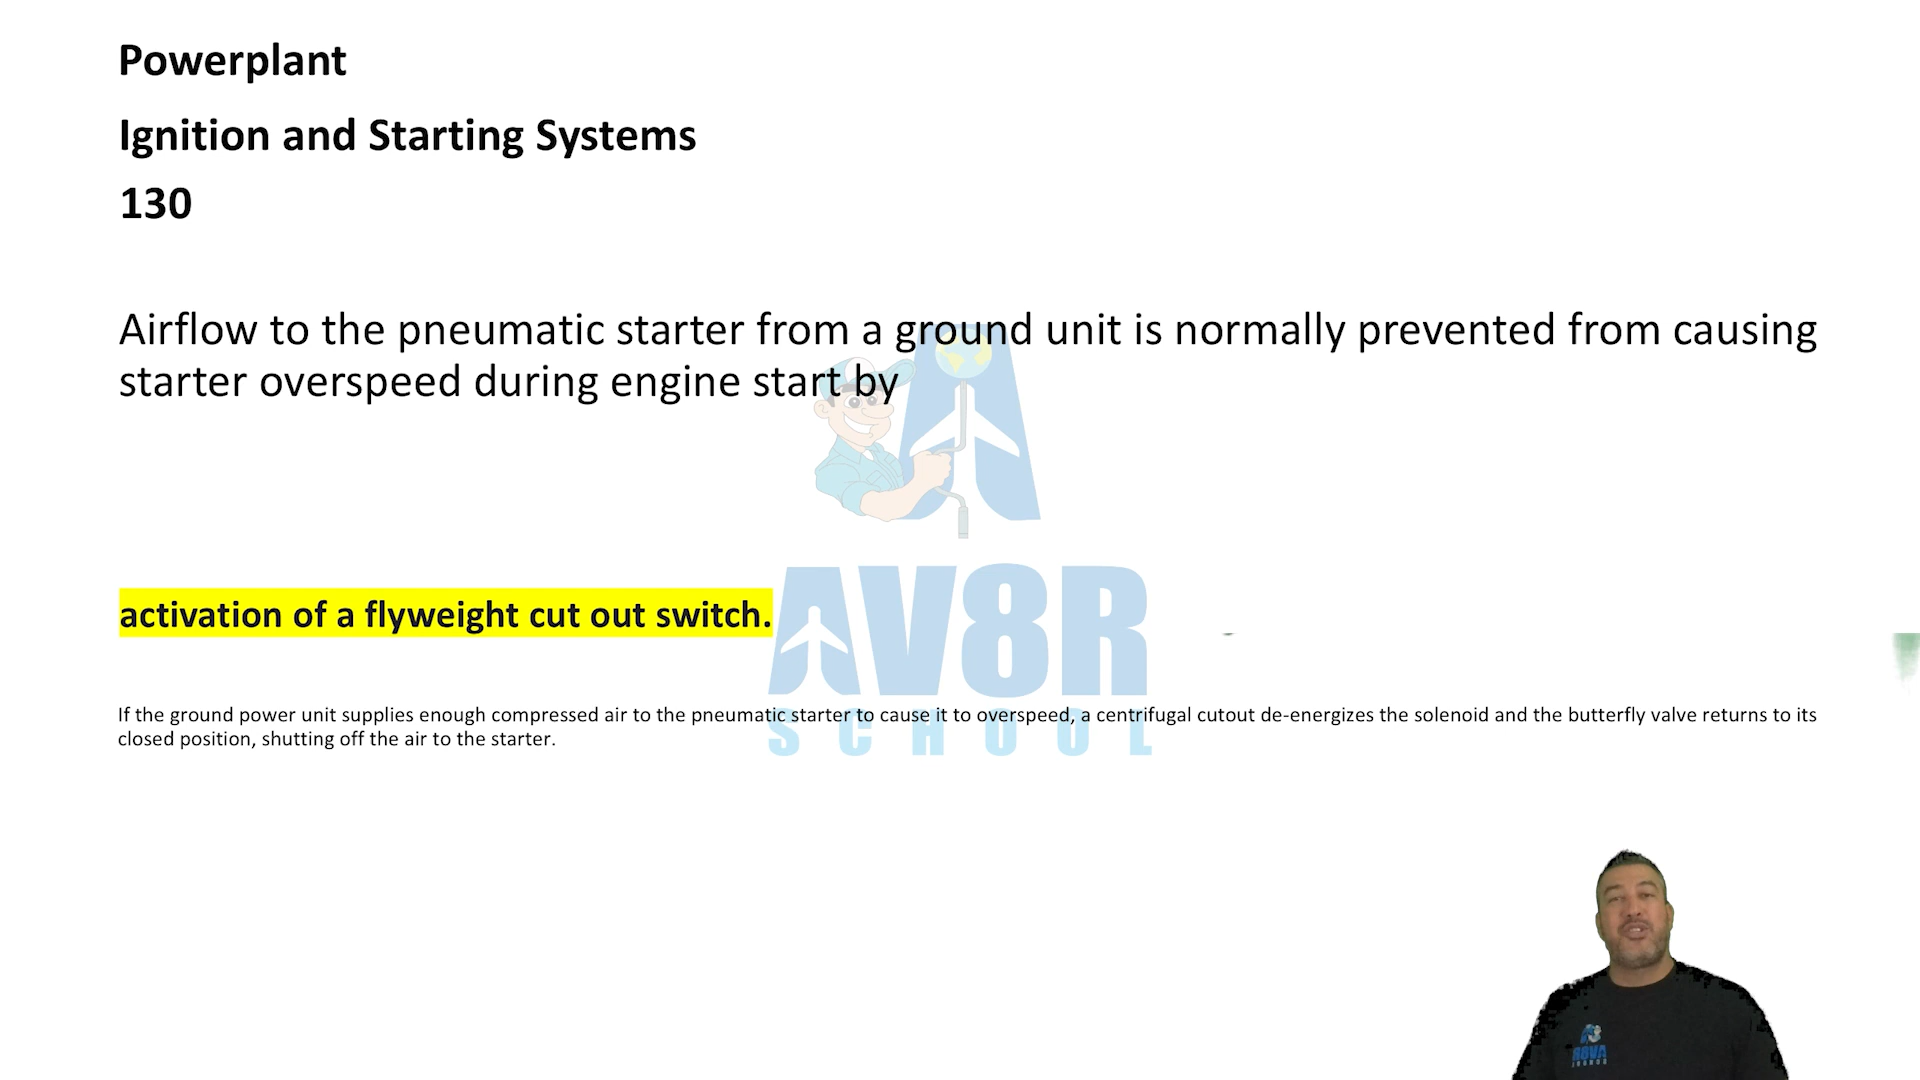 Powerplant
Ignition and Starting Systems
130
Airflow to the pneumatic starter from a ground unit is normally prevented from causing
starter overspeed during engine start by
activation of a flyweight cut out switch.
AV8R
SCHOOL
If the ground power unit supplies enough compressed air to the pneumatic starter to cause it to overspeed, a centrifugal cutout de-energizes the solenoid and the butterfly valve returns to its
closed position, shutting off the air to the starter.